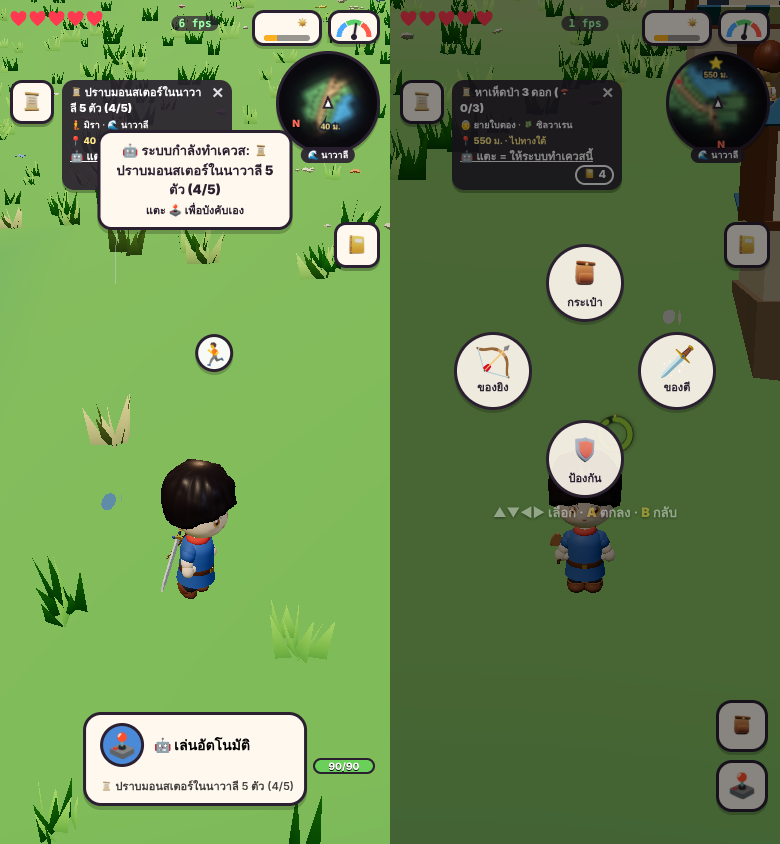 6 fps
ปราบมอนสเตอร์ในนาวา
ลี 5 ตัว (4/5)
มิรา · นาวาลี
40
แตะ
N
40 ม.
นาวาลี
ระบบกำลังทำเควส:
ปราบมอนสเตอร์ในนาวาลี 5
ตัว (4/5)
แตะ เพื่อบังคับเอง
เล่นอัตโนมัติ
ปราบมอนสเตอร์ในนาวาลี 5 ตัว (4/5)
90/90
1 fps
หาเห็ดป่า 3 ดอก (
0/3)
ยายใบตอง · ซิลวาเรน
550 ม. · ไปทางใต้
แตะ = ให้ระบบทำเควสนี้
4
550 ม.
N
นาวาลี
กระเป๋า
ของยิง
ของตี
ป้องกัน
▲▼◀▶ เลือก · A ตกลง · B กลับ